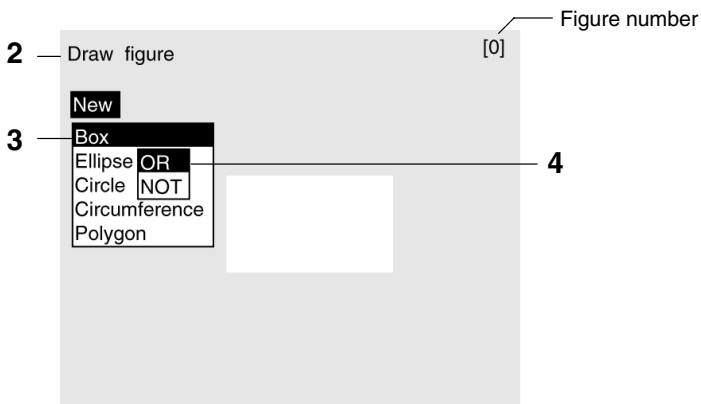 Figure number
2 Draw figure [0]
New
3 Box
Ellipse OR 4
Circle NOT
Circumference
Polygon